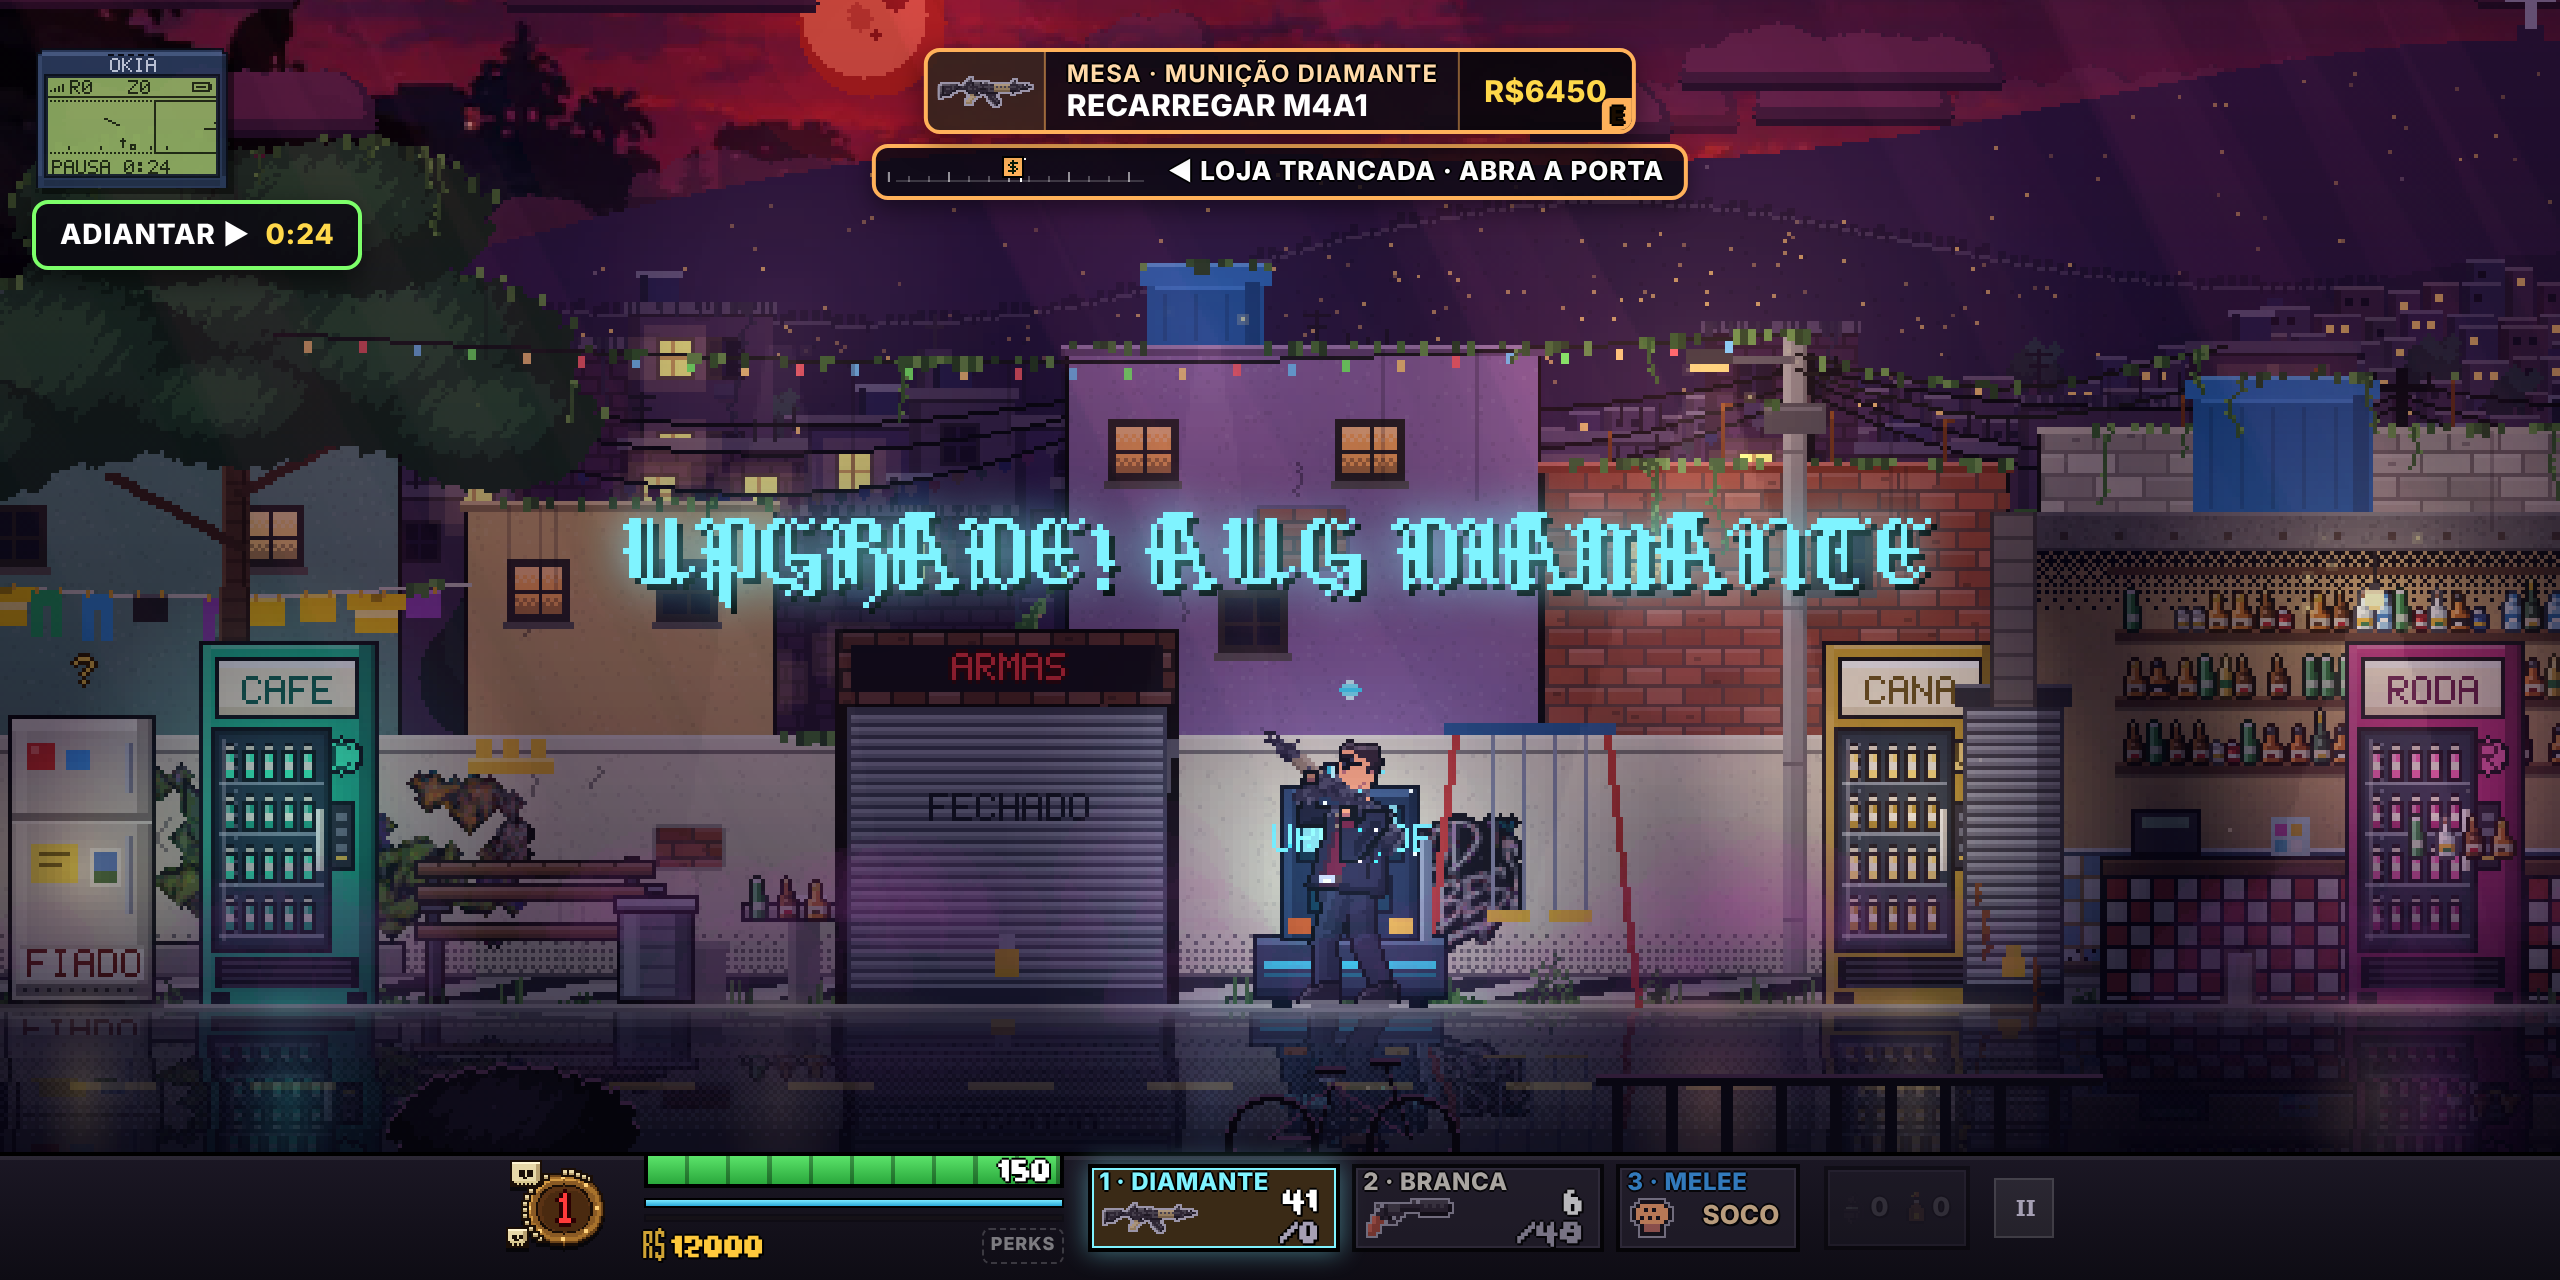 OKIA
R0 Z0
PAUSA 0:24
ADIANTAR ▶ 0:24
MESA · MUNIÇÃO DIAMANTE
RECARREGAR M4A1
R$6450
E
$
◀ LOJA TRANCADA · ABRA A PORTA
UPGRADE! AUG DIAMANTE
?
CAFE
ARMAS
CANA
RODA
FECHADO
FIADO
1
150
R$ 12000
PERKS
1 · DIAMANTE
41
/0
2 · BRANCA
6
/48
3 · MELEE
SOCO
0 0
II